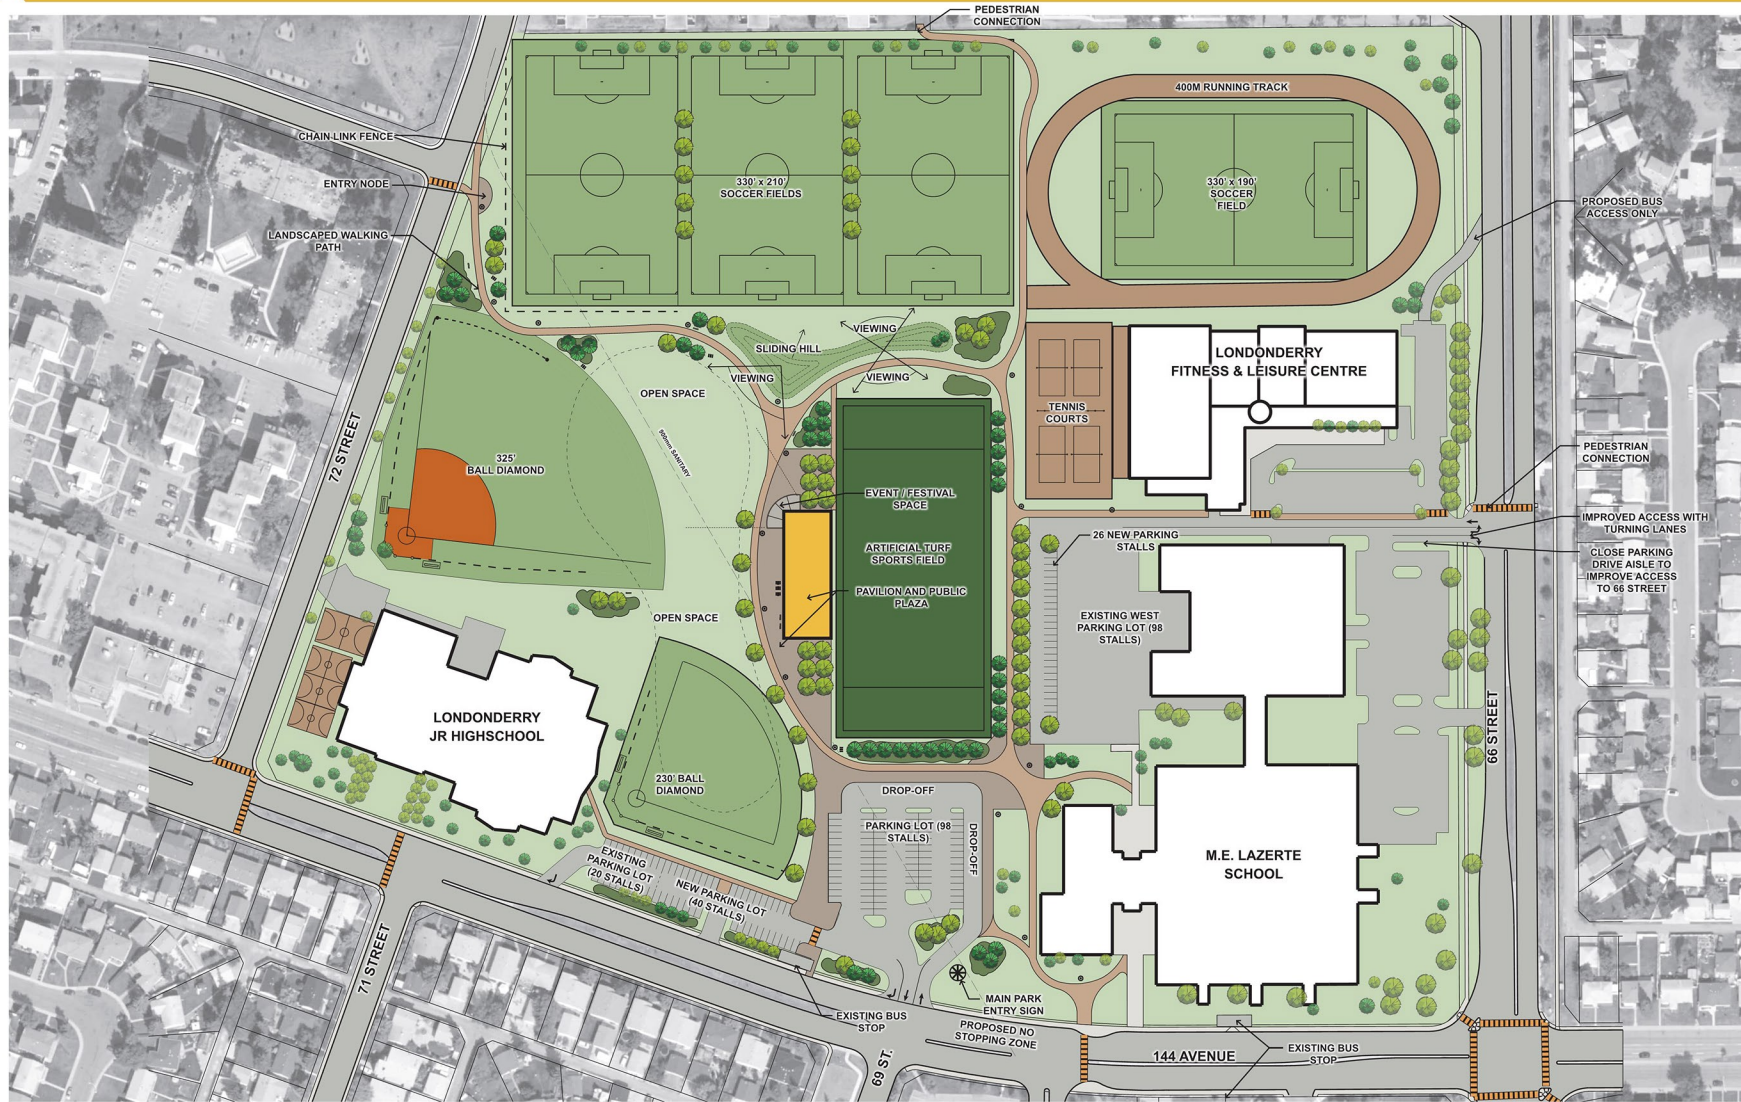 PEDESTRIAN
CONNECTION
400M RUNNING TRACK
CHAIN-LINK FENCE
ENTRY NODE
330' x 210'
SOCCER FIELDS
330' x 190'
SOCCER
FIELD
PROPOSED BUS
ACCESS ONLY
LANDSCAPED WALKING
PATH
VIEWING
SLIDING HILL
VIEWING
VIEWING
LONDONDERRY
FITNESS & LEISURE CENTRE
OPEN SPACE
TENNIS
COURTS
72 STREET
900mm SANITARY
325'
BALL DIAMOND
PEDESTRIAN
CONNECTION
EVENT / FESTIVAL
SPACE
IMPROVED ACCESS WITH
TURNING LANES
26 NEW PARKING
STALLS
ARTIFICIAL TURF
SPORTS FIELD
CLOSE PARKING
DRIVE AISLE TO
IMPROVE ACCESS
TO 66 STREET
PAVILION AND PUBLIC
PLAZA
OPEN SPACE
EXISTING WEST
PARKING LOT (98
STALLS)
LONDONDERRY
JR HIGHSCHOOL
66 STREET
230' BALL
DIAMOND
DROP-OFF
PARKING LOT (98
STALLS)
DROP-OFF
EXISTING
PARKING LOT
(20 STALLS)
NEW PARKING LOT
(40 STALLS)
M.E. LAZERTE
SCHOOL
71 STREET
MAIN PARK
ENTRY SIGN
EXISTING BUS
STOP
PROPOSED NO
STOPPING ZONE
69 ST.
144 AVENUE
EXISTING BUS
STOP